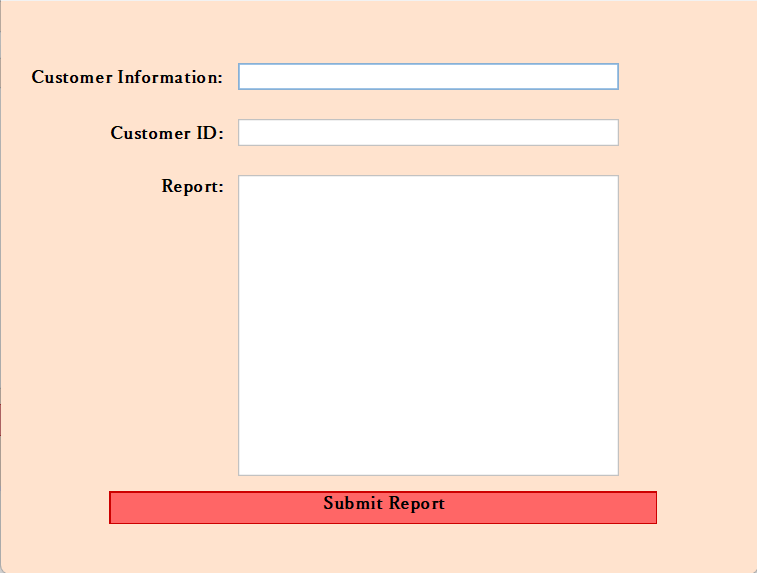 Customer Information:
Customer ID:
Report:
Submit Report